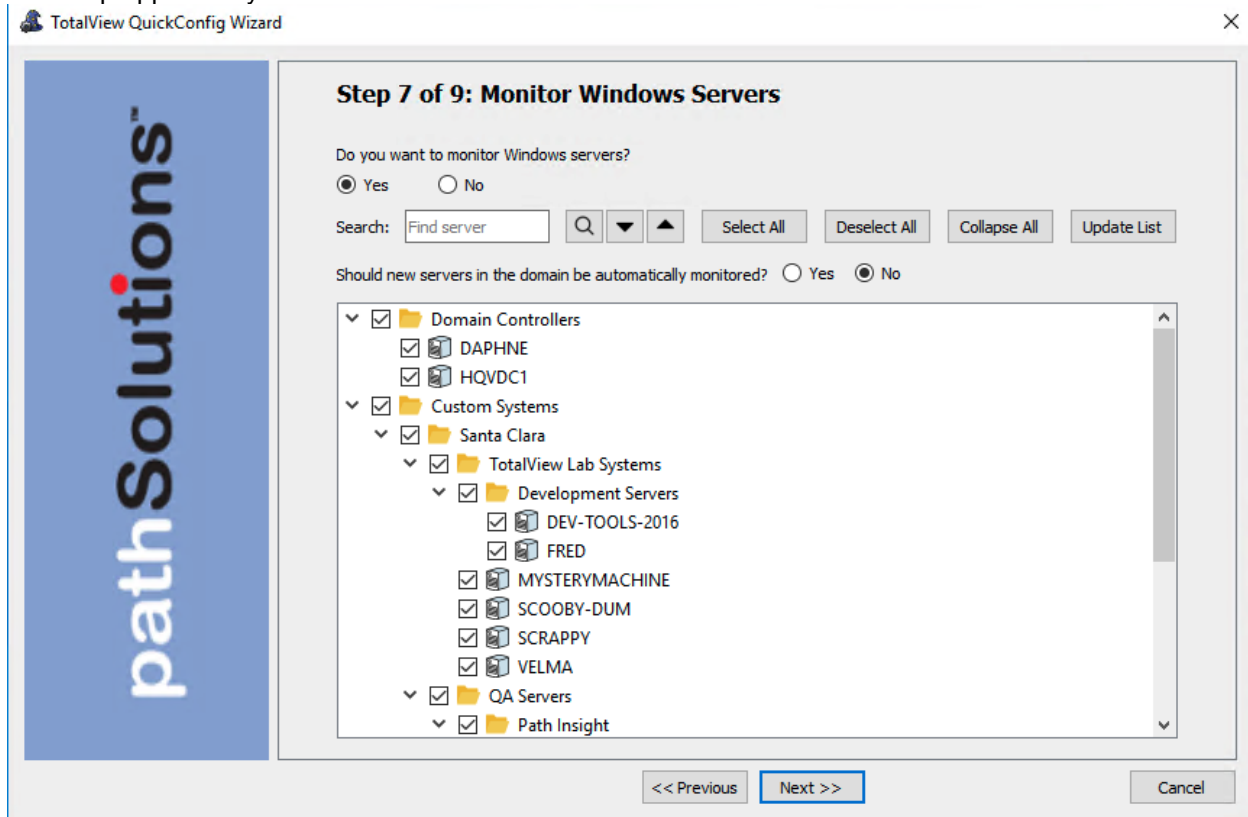 TotalView QuickConfig Wizard
pathSolutions™
Step 7 of 9: Monitor Windows Servers
Do you want to monitor Windows servers?
Yes No
Search: Find server Select All Deselect All Collapse All Update List
Should new servers in the domain be automatically monitored? Yes No
Domain Controllers
DAPHNE
HQVDC1
Custom Systems
Santa Clara
TotalView Lab Systems
Development Servers
DEV-TOOLS-2016
FRED
MYSTERYMACHINE
SCOOBY-DUM
SCRAPPY
VELMA
QA Servers
Path Insight
<< Previous Next >> Cancel